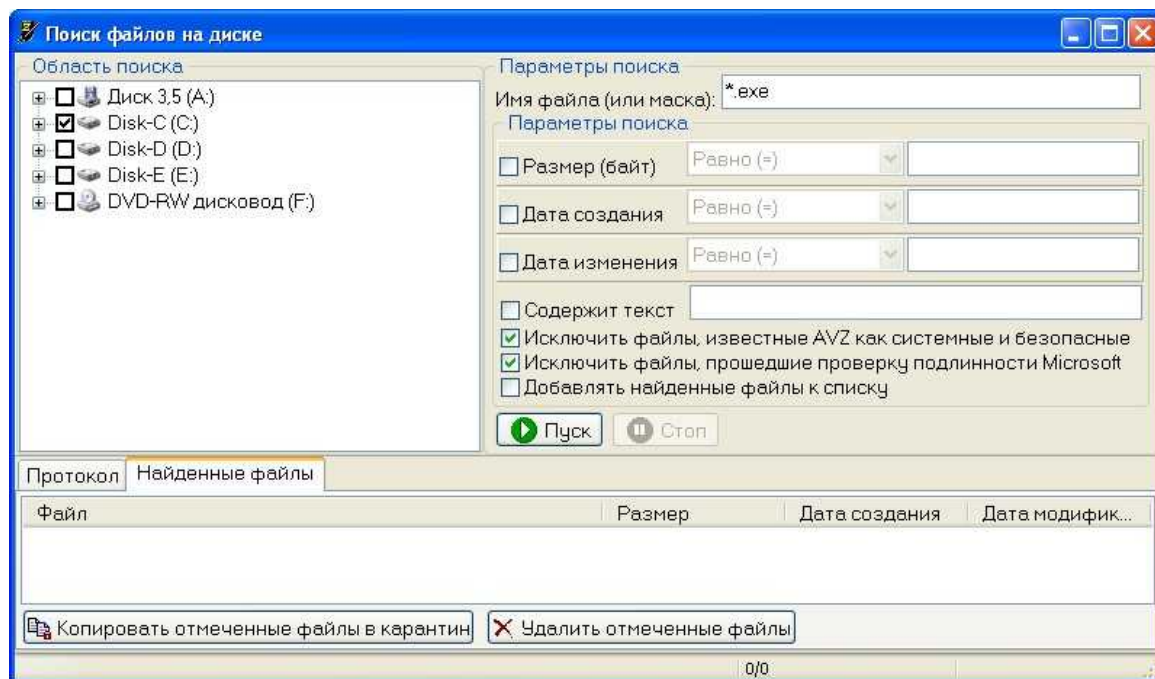 Поиск файлов на диске
Область поиска
Диск 3,5 (A:)
Disk-C (C:)
Disk-D (D:)
Disk-E (E:)
DVD-RW дисковод (F:)
Параметры поиска
Имя файла (или маска): *.exe
Параметры поиска
Размер (байт) Равно (=)
Дата создания Равно (=)
Дата изменения Равно (=)
Содержит текст
Исключить файлы, известные AVZ как системные и безопасные
Исключить файлы, прошедшие проверку подлинности Microsoft
Добавлять найденные файлы к списку
Пуск Стоп
Протокол Найденные файлы
Файл Размер Дата создания Дата модифик...
Копировать отмеченные файлы в карантин Удалить отмеченные файлы
0/0